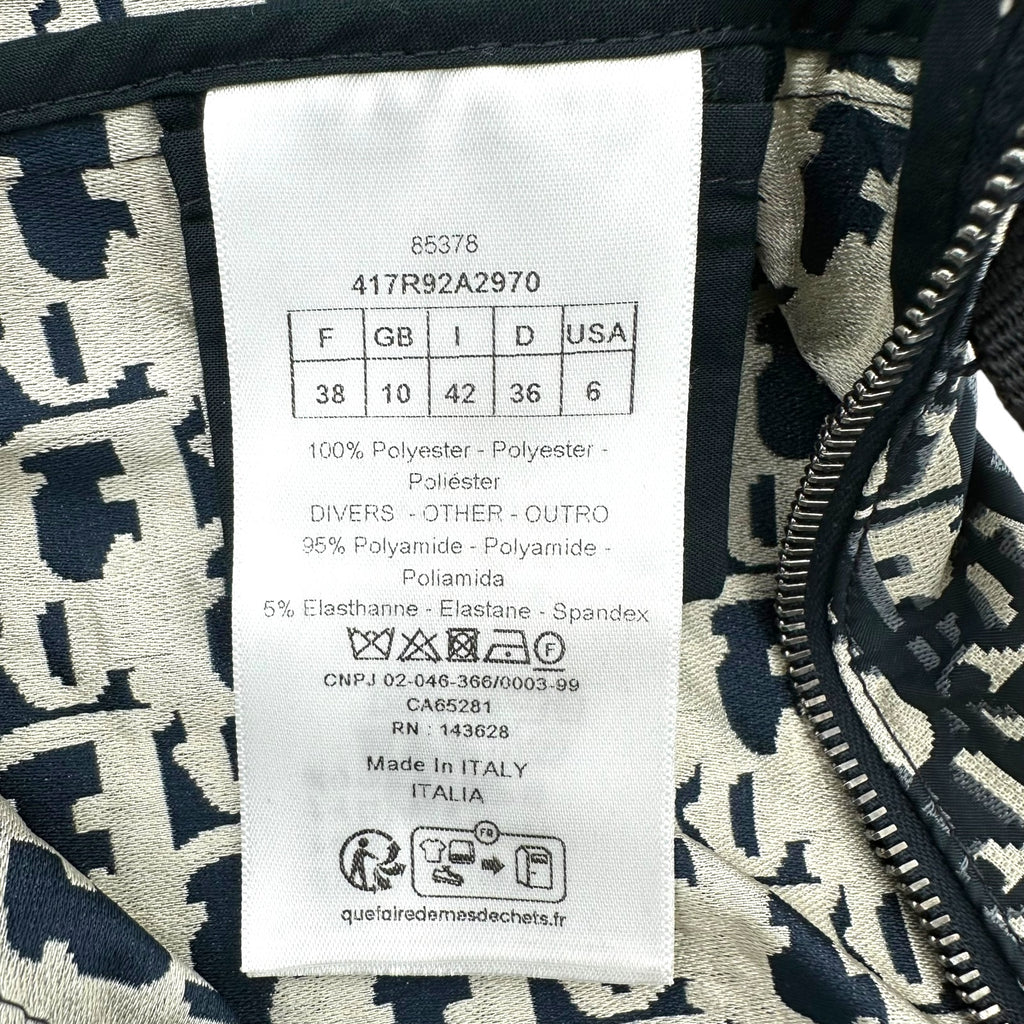 85378
417R92A2970
F GB I D USA
38 10 42 36 6
100% Polyester - Polyester -
Poliéster
DIVERS - OTHER - OUTRO
95% Polyamide - Polyamide -
Poliamida
5% Elasthanne - Elastane - Spandex
F
CNPJ 02-046-366/0003-99
CA65281
RN : 143628
Made In ITALY
ITALIA
FR
quefairedemesdechets.fr